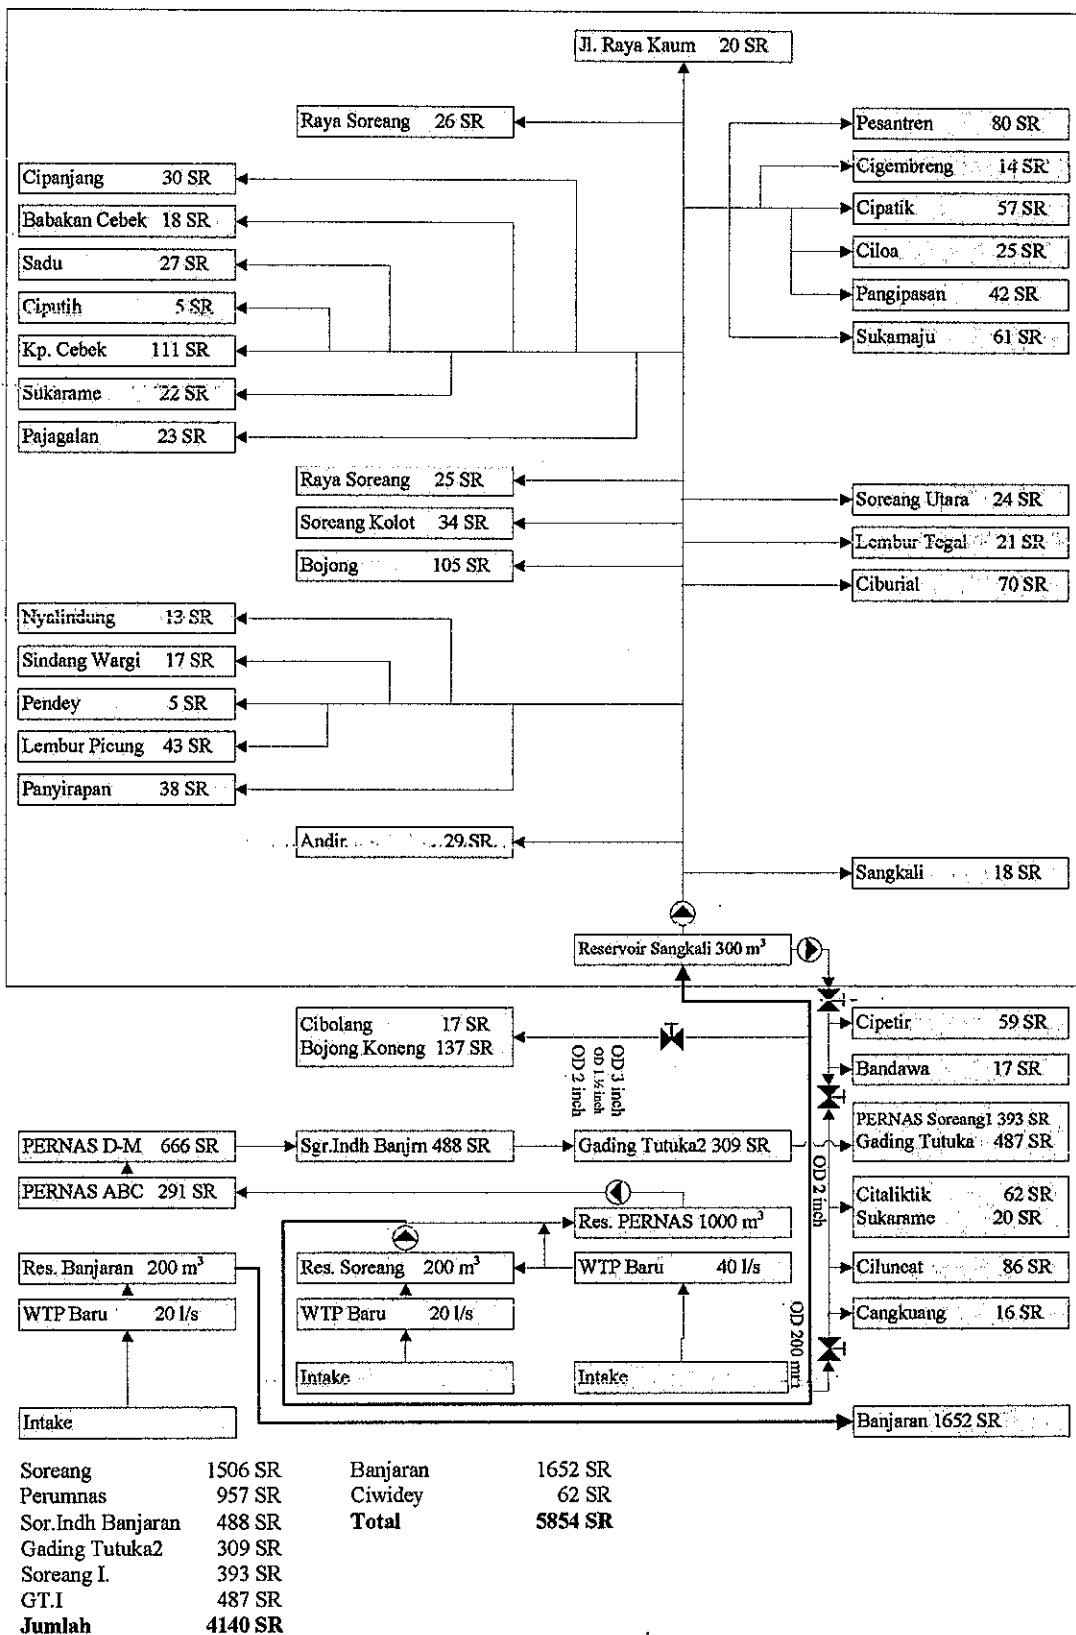 Jl. Raya Kaum 20 SR
Raya Soreang 26 SR
Pesantren 80 SR
Cigembreng 14 SR
Cipatik 57 SR
Ciloa 25 SR
Pangipasan 42 SR
Sukamaju 61 SR
Cipanjang 30 SR
Babakan Cebek 18 SR
Sadu 27 SR
Ciputih 5 SR
Kp. Cebek 111 SR
Sukarame 22 SR
Pajagalan 23 SR
Raya Soreang 25 SR
Soreang Kolot 34 SR
Bojong 105 SR
Soreang Utara 24 SR
Lembur Tegal 21 SR
Ciburial 70 SR
Nyalindung 13 SR
Sindang Wargi 17 SR
Pendey 5 SR
Lembur Picung 43 SR
Panyirapan 38 SR
Andir 29 SR
Sangkali 18 SR
Reservoir Sangkali 300 m³
Cibolang 17 SR
Bojong Koneng 137 SR
OD 3 inch
OD 1.½ inch
OD 2 inch
Cipetir 59 SR
Bandawa 17 SR
PERNAS Soreang1 393 SR
Gading Tutuka 487 SR
PERNAS D-M 666 SR
Sgr.Indh Banjrn 488 SR
Gading Tutuka2 309 SR
OD 2 inch
PERNAS ABC 291 SR
Res. PERNAS 1000 m³
Citaliktik 62 SR
Sukarame 20 SR
Res. Banjaran 200 m³
Res. Soreang 200 m³
WTP Baru 40 l/s
Ciluncat 86 SR
WTP Baru 20 l/s
WTP Baru 20 l/s
Cangkuang 16 SR
OD 200 mm
Intake
Intake
Intake
Banjaran 1652 SR
Soreang 1506 SR
Perumnas 957 SR
Sor.Indh Banjaran 488 SR
Gading Tutuka2 309 SR
Soreang I. 393 SR
GT.I 487 SR
Jumlah 4140 SR
Banjaran 1652 SR
Ciwidey 62 SR
Total 5854 SR